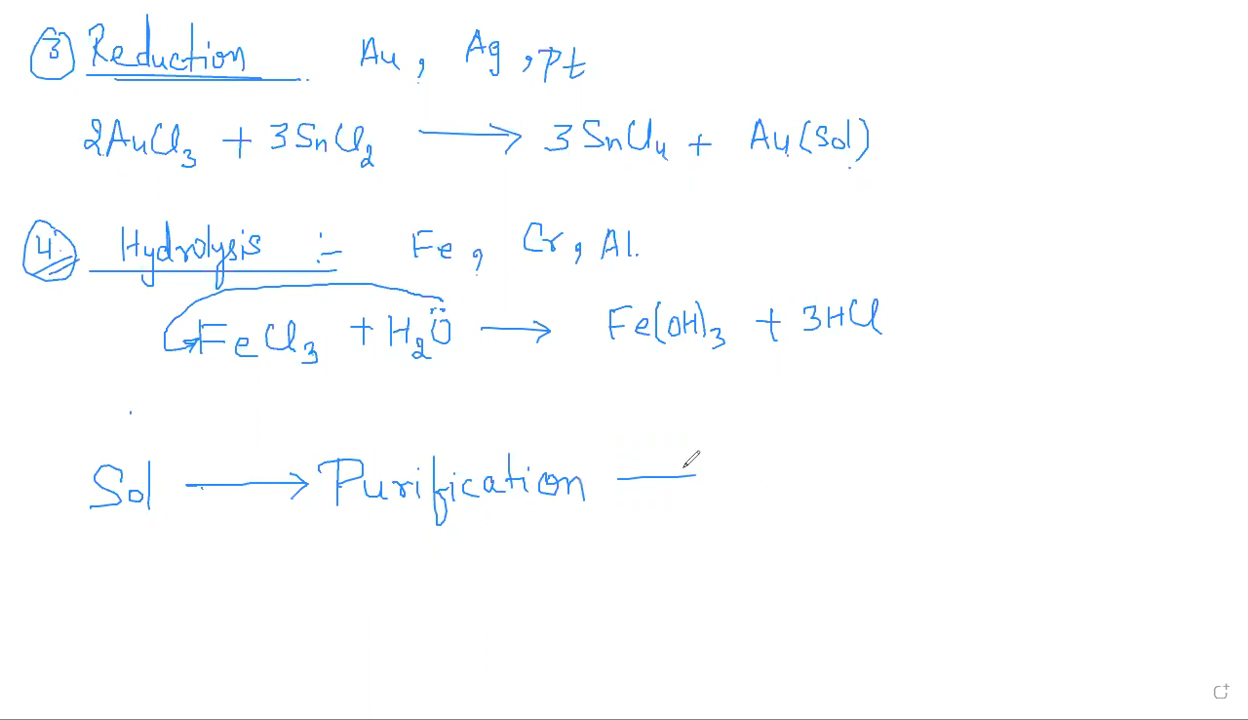 ③ Reduction Au, Ag, Pt
2AuCl₃ + 3SnCl₂ ⟶ 3SnCl₄ + Au(Sol)
④ Hydrolysis :- Fe, Cr, Al.
FeCl₃ + H₂Ö ⟶ Fe(OH)₃ + 3HCl
Sol ⟶ Purification —